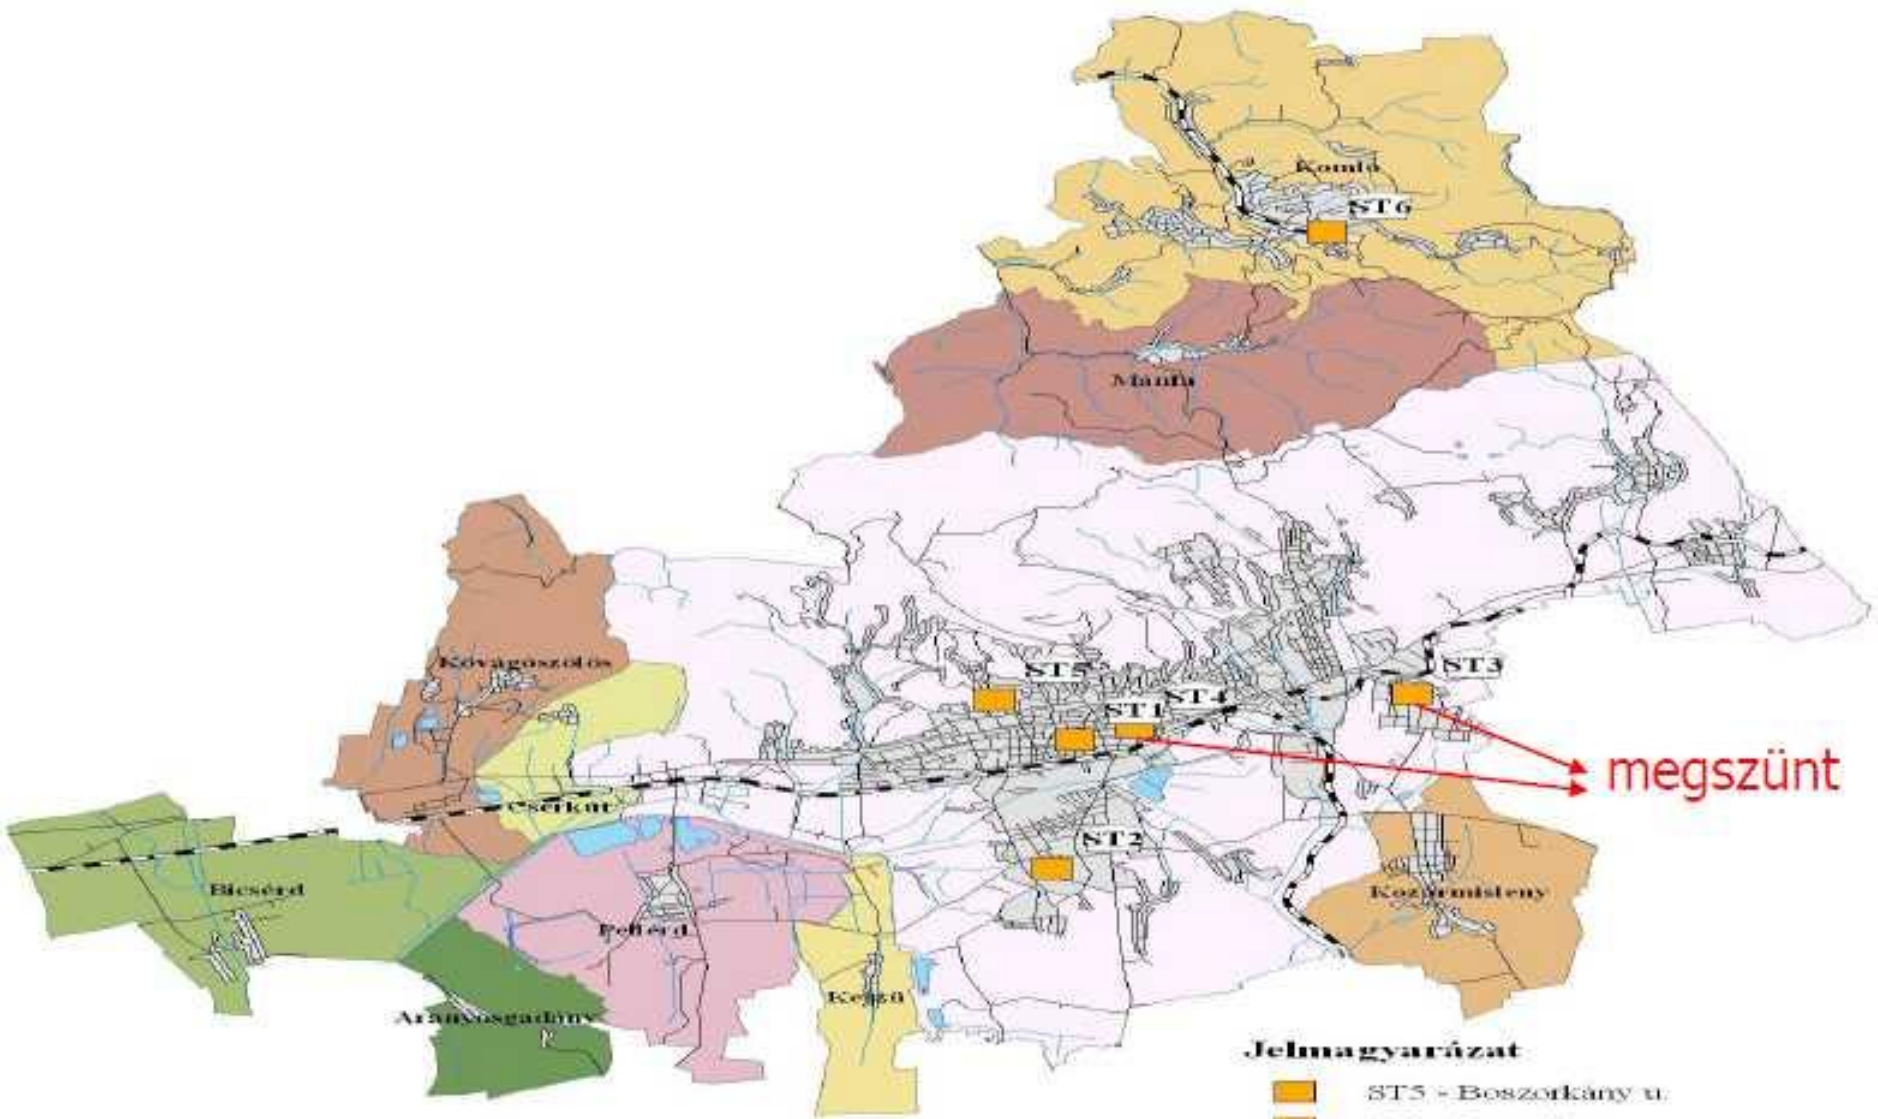 Komló
ST6
Mánfa
Kővágószőlős
ST5
ST3
ST4
ST1
megszünt
Cserkút
ST2
Bicsérd
Kozármisleny
Pellérd
Keszü
Aranyosgadány
Jelmagyarázat
ST5 - Boszorkány u.